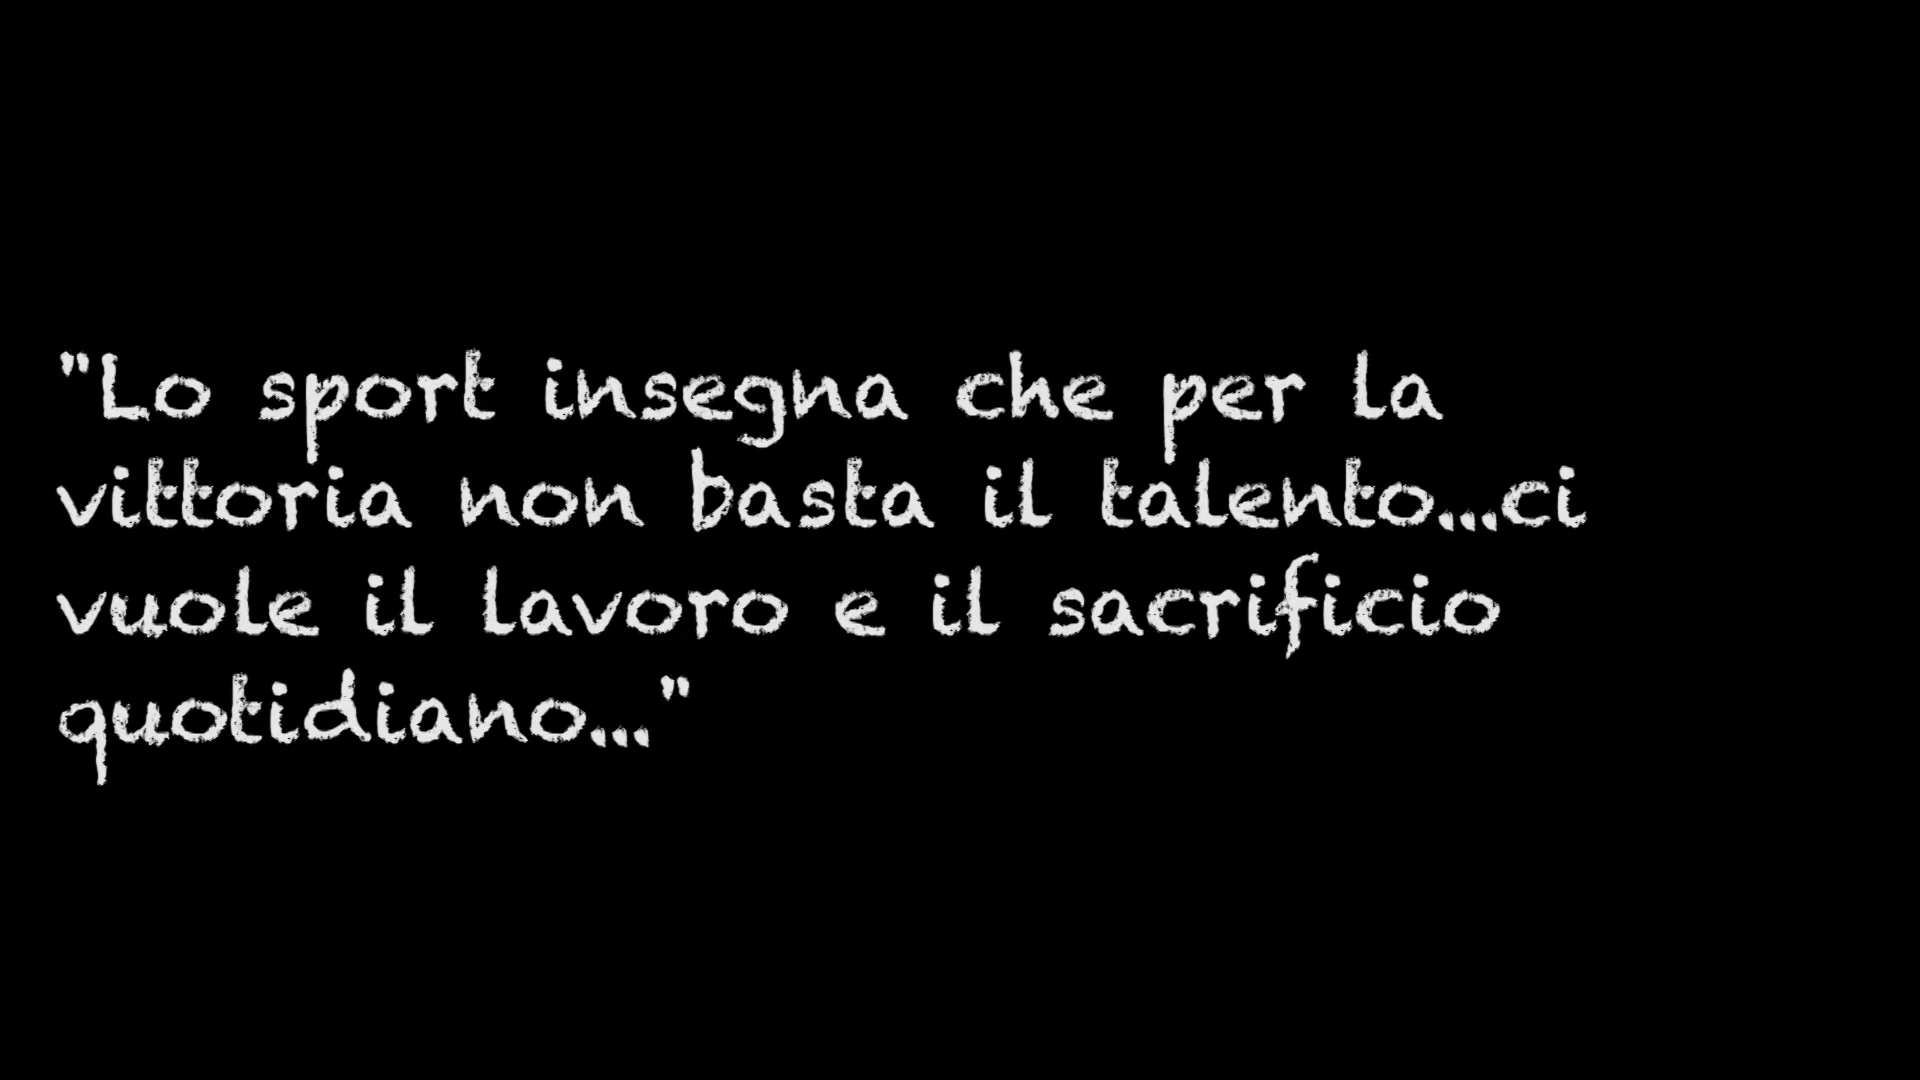 "Lo sport insegna che per la
vittoria non basta il talento...ci
vuole il lavoro e il sacrificio
quotidiano..."